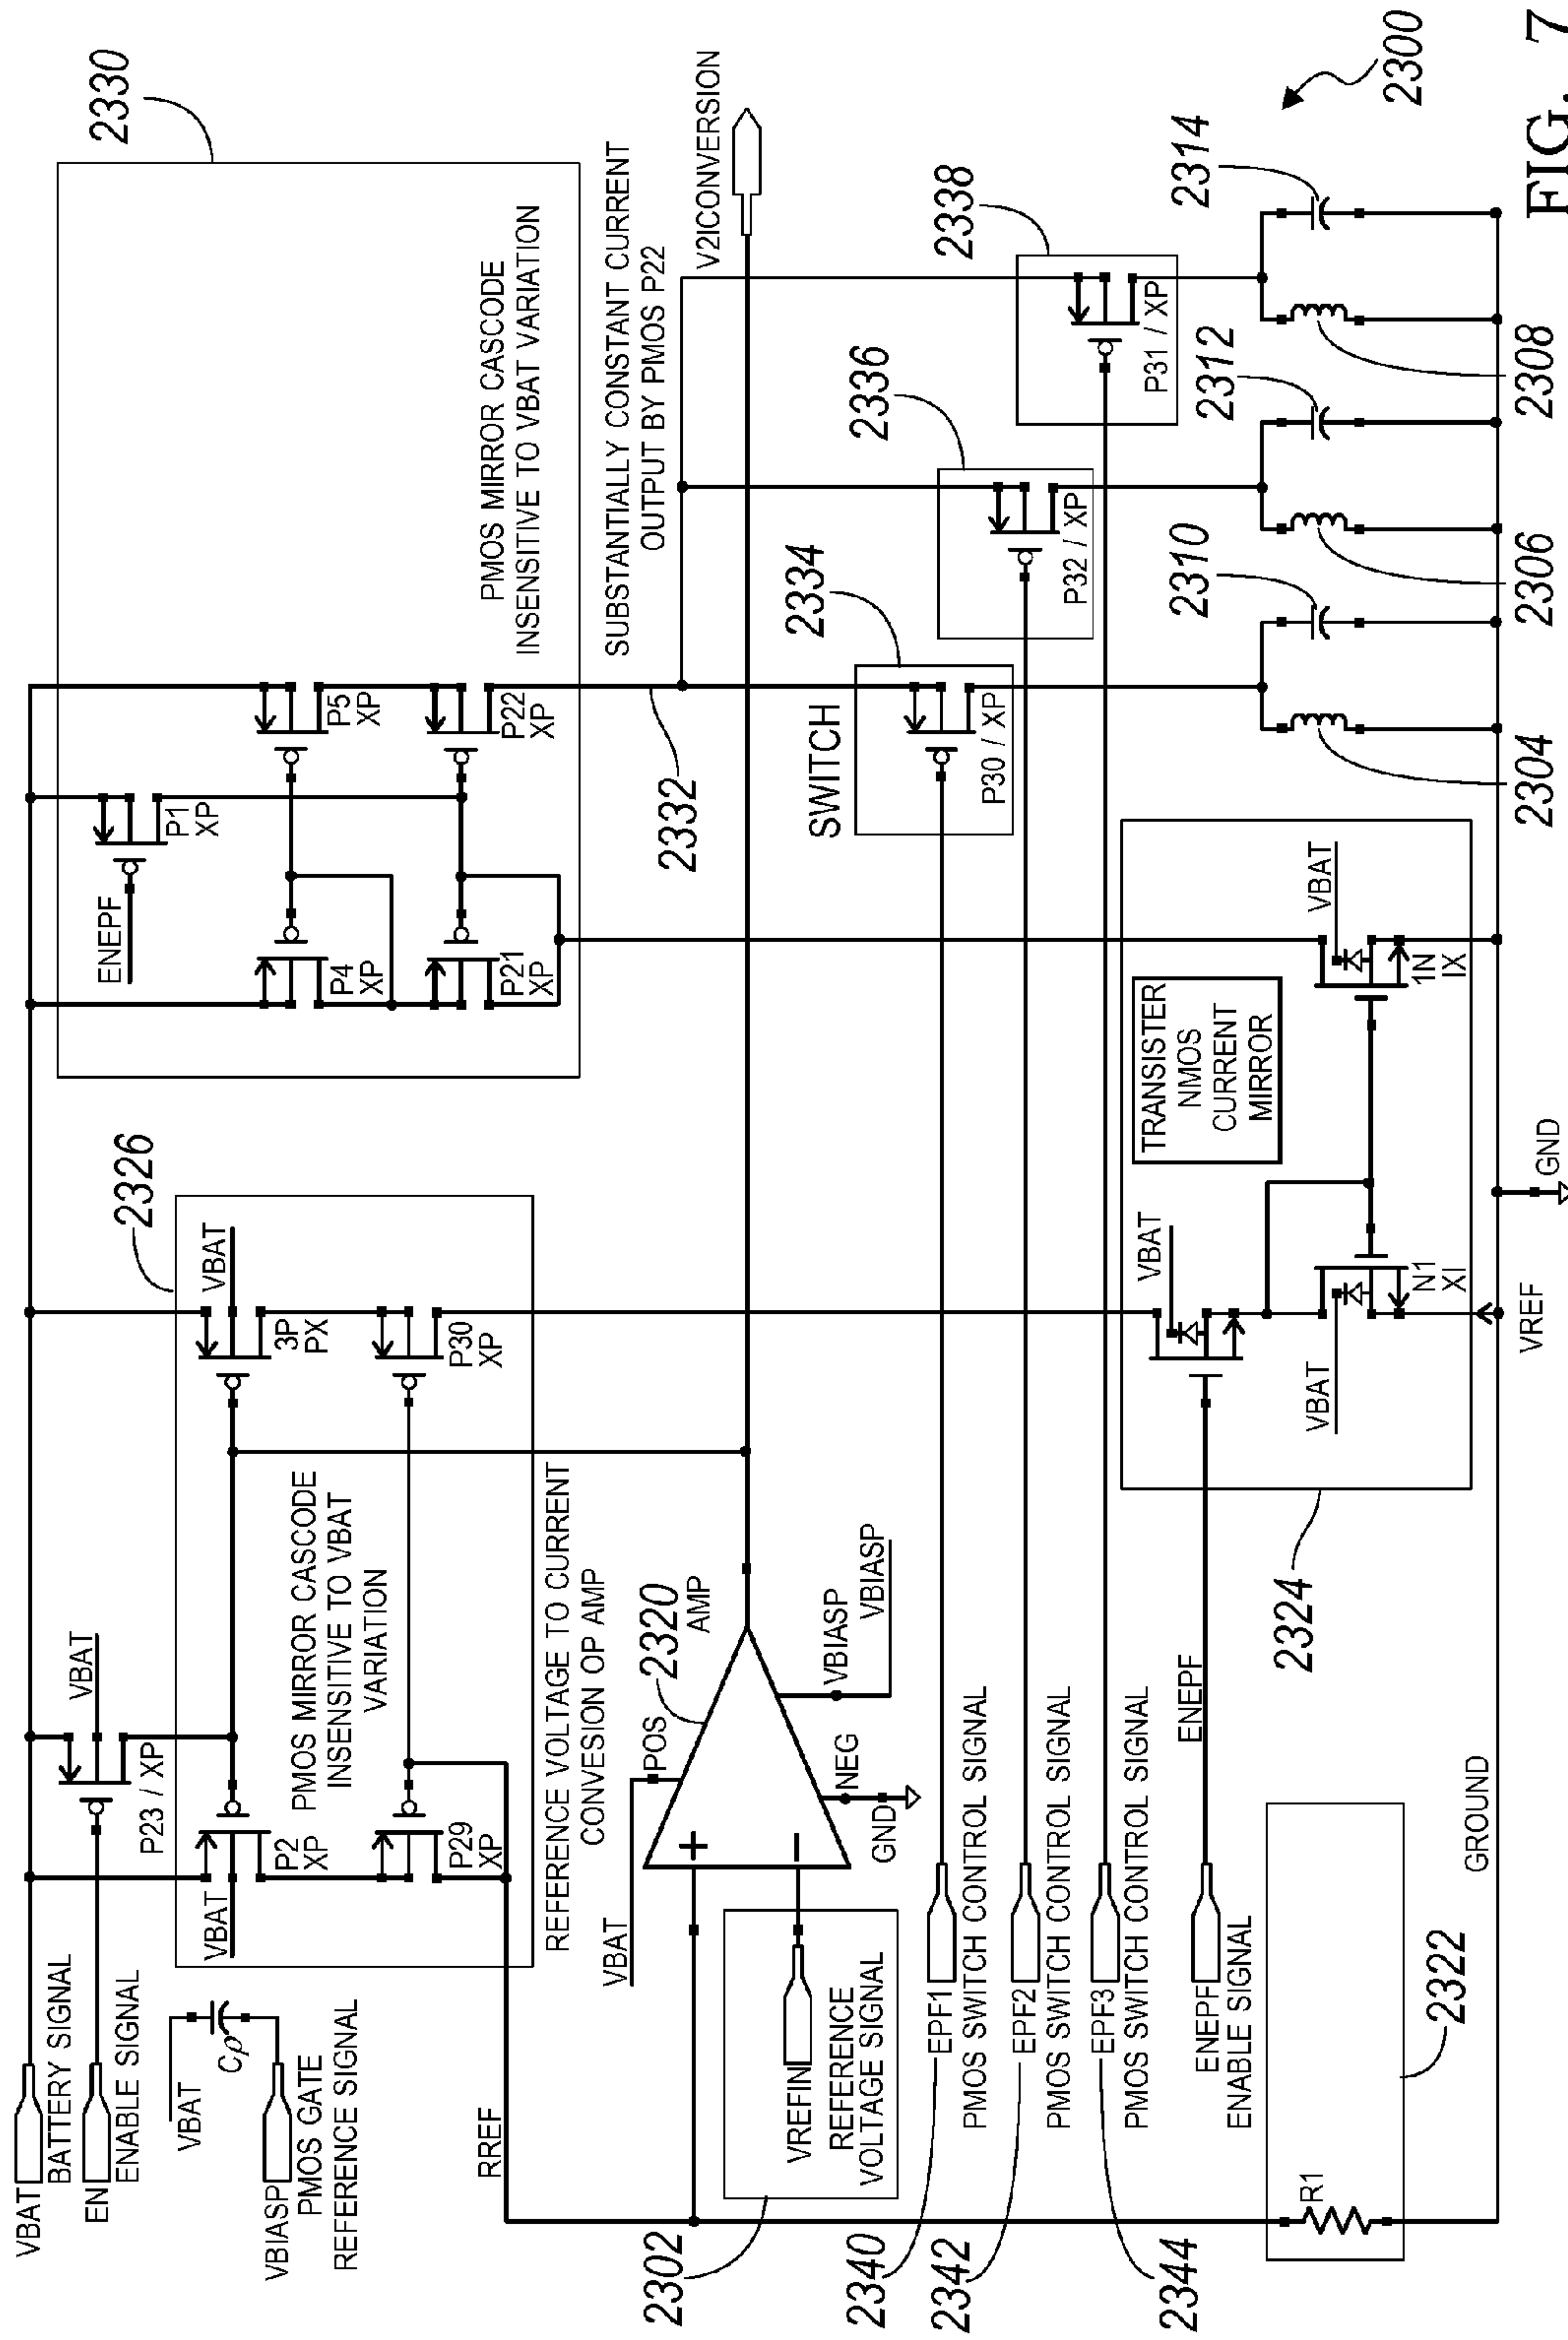 VBAT
BATTERY SIGNAL
EN
ENABLE SIGNAL
VBAT
Cρ
VBIASP
PMOS GATE
REFERENCE SIGNAL
RREF
P23 / XP
VBAT
2326
VBAT
P2
XP
P29
XP
PMOS MIRROR CASCODE
INSENSITIVE TO VBAT
VARIATION
VBAT
3P
PX
P30
XP
2330
ENEPF
P1
XP
P4
XP
P21
XP
P5
XP
P22
XP
PMOS MIRROR CASCODE
INSENSITIVE TO VBAT VARIATION
SUBSTANTIALLY CONSTANT CURRENT
OUTPUT BY PMOS P22
V2ICONVERSION
REFERENCE VOLTAGE TO CURRENT
CONVESION OP AMP
VBAT
POS
2320
AMP
+
−
NEG
GND
VBIASP
VBIASP
2302
VREFIN
REFERENCE
VOLTAGE SIGNAL
2332
SWITCH
2334
P30 / XP
2336
P32 / XP
2338
P31 / XP
2340
EPF1
PMOS SWITCH CONTROL SIGNAL
2342
EPF2
PMOS SWITCH CONTROL SIGNAL
2344
EPF3
PMOS SWITCH CONTROL SIGNAL
ENEPF
ENABLE SIGNAL
ENEPF
2324
VBAT
VBAT
N1
XI
TRANSISTER
NMOS
CURRENT
MIRROR
VBAT
1N
IX
2310
2312
2314
2304
2306
2308
2300
R1
2322
GROUND
VREF
GND
FIG. 7